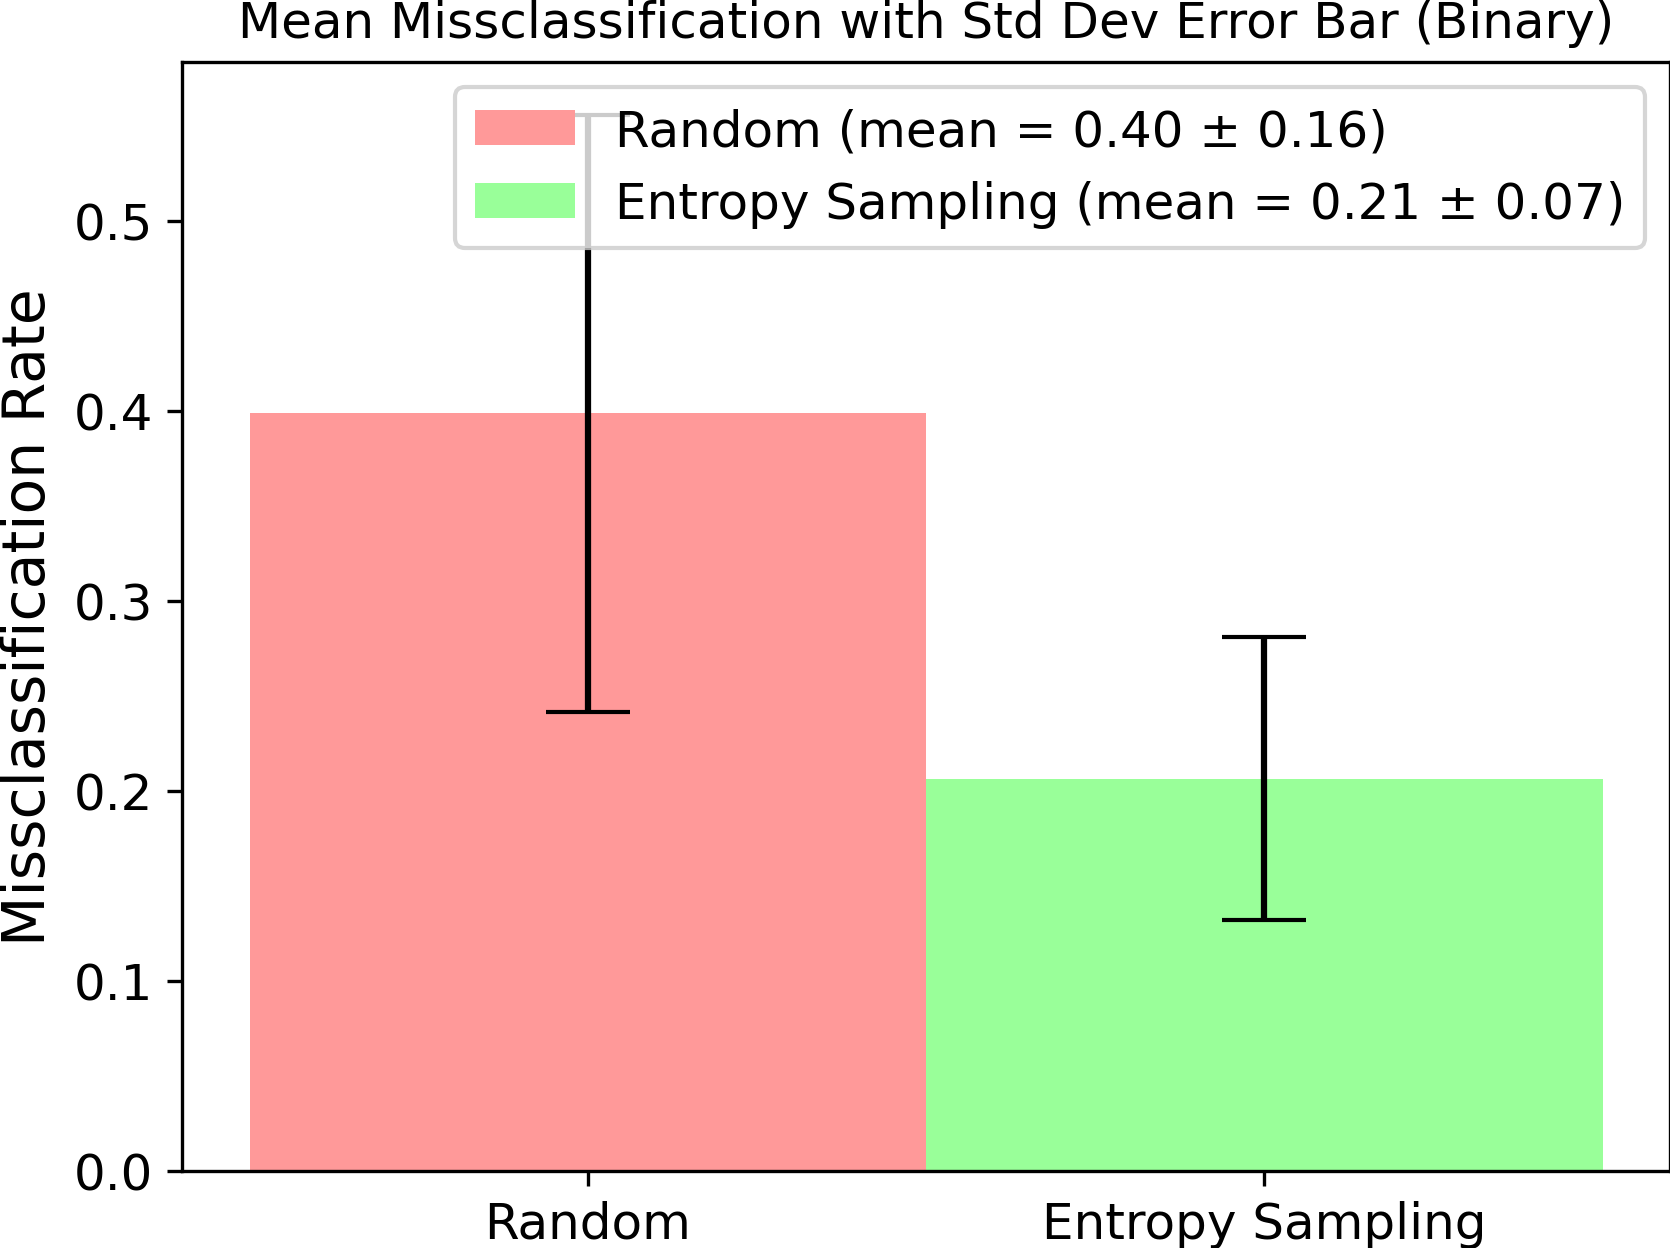 Mean Missclassification with Std Dev Error Bar (Binary)
Random (mean = 0.40 ± 0.16)
Entropy Sampling (mean = 0.21 ± 0.07)
Missclassification Rate
0.5
0.4
0.3
0.2
0.1
0.0
Random
Entropy Sampling